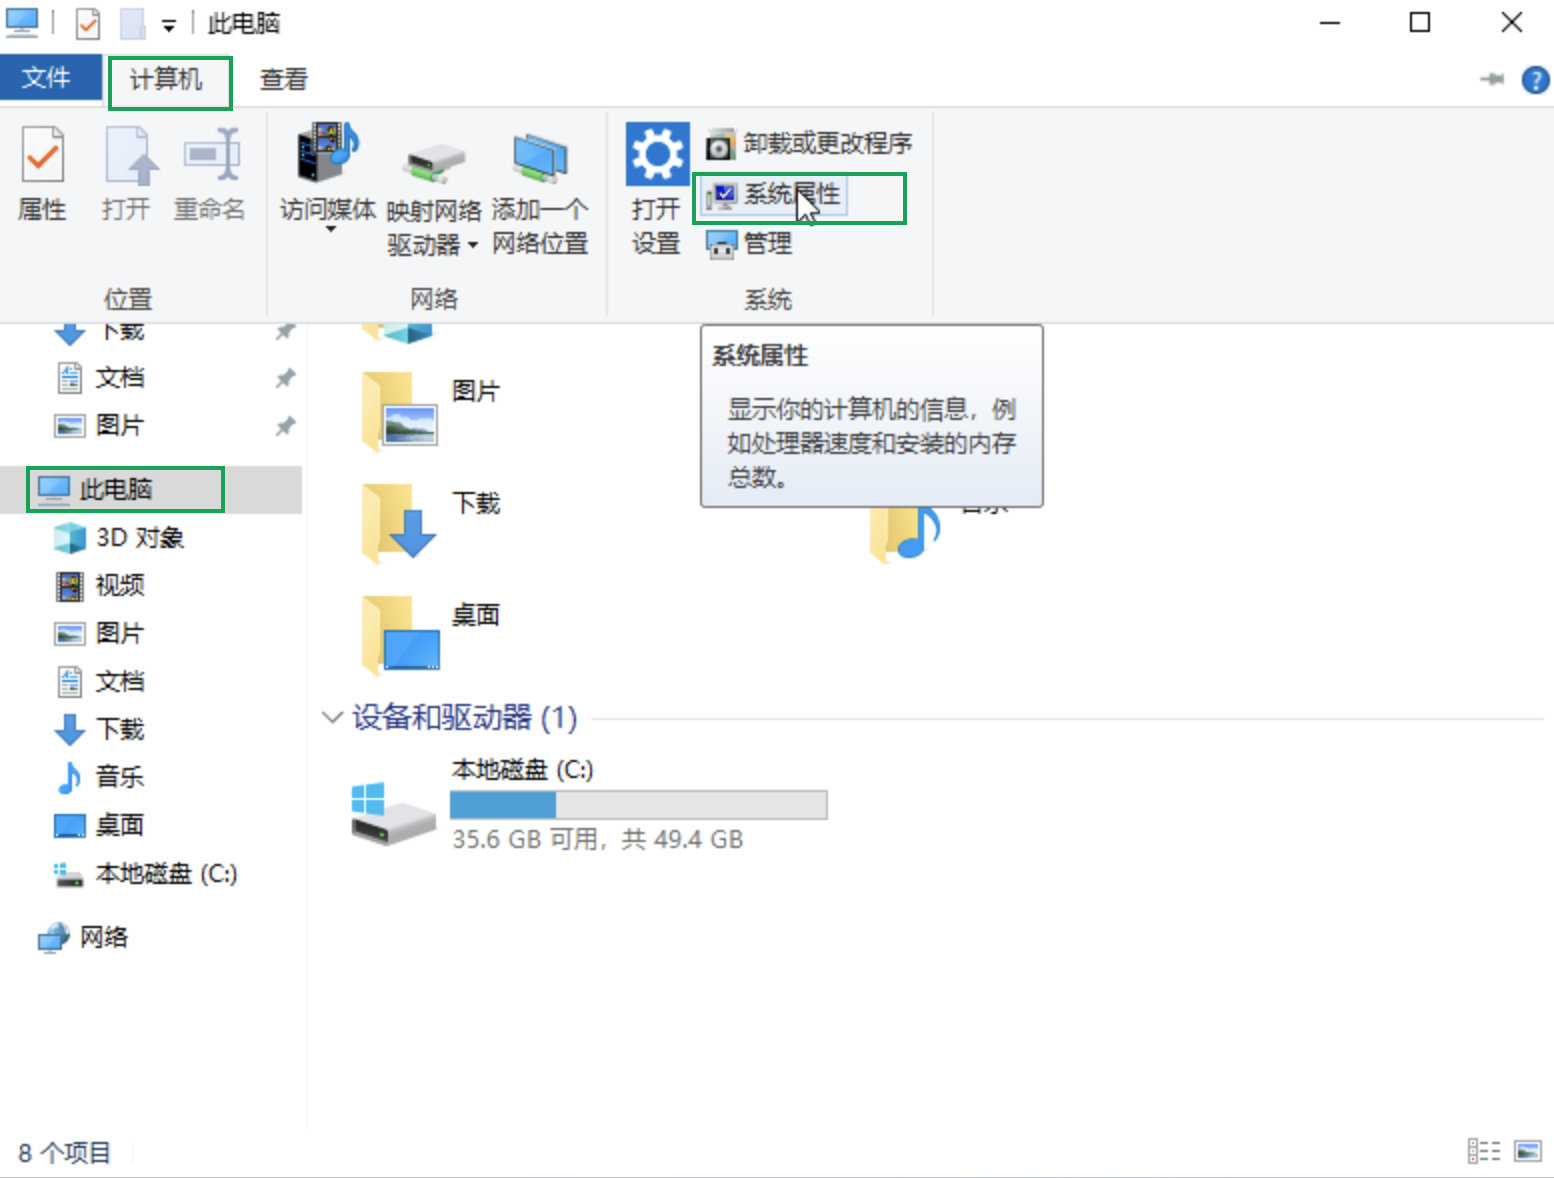 此电脑
文件 计算机 查看
属性 打开 重命名
位置
访问媒体 映射网络驱动器 添加一个网络位置
网络
打开设置
卸载或更改程序
系统属性
管理
系统
下载
文档
图片
此电脑
3D 对象
视频
图片
文档
下载
音乐
桌面
本地磁盘 (C:)
网络
系统属性
显示你的计算机的信息，例
如处理器速度和安装的内存
总数。
图片
下载
音乐
桌面
设备和驱动器 (1)
本地磁盘 (C:)
35.6 GB 可用，共 49.4 GB
8 个项目